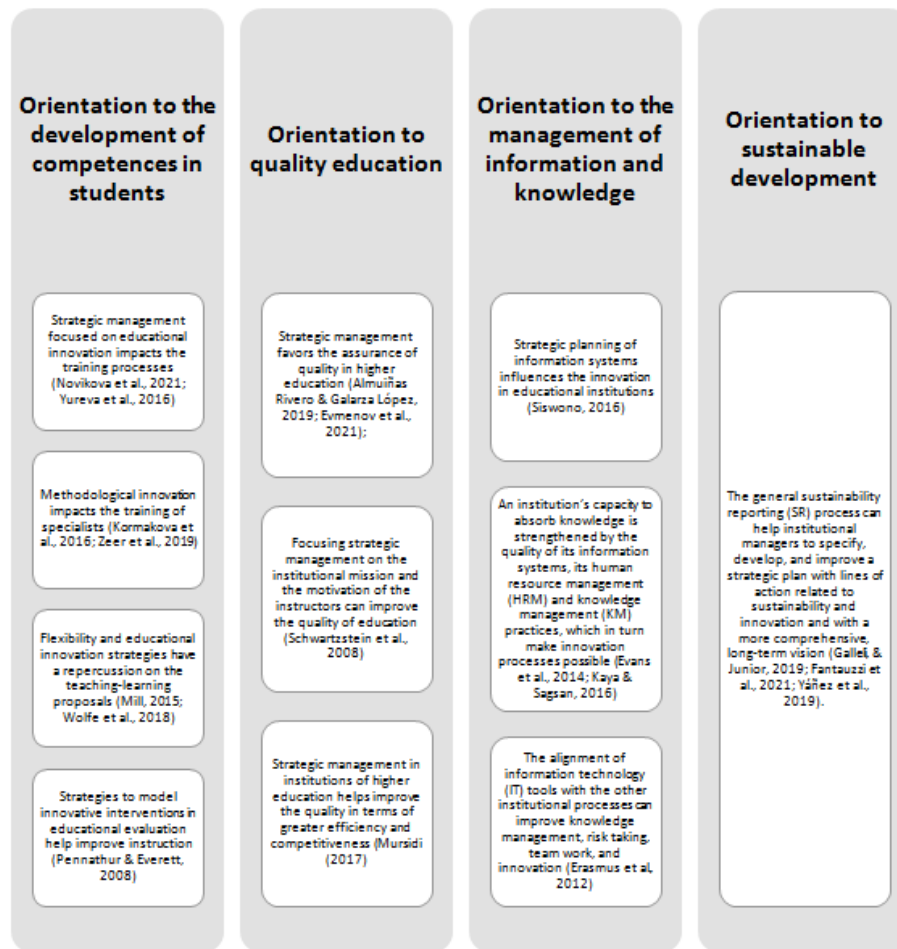 Orientation to the
development of
competences in
students
Strategic management
focused on educational
innovation impacts the
training processes
(Novikova et al., 2021;
Yureva et al., 2016)
Methodological innovation
impacts the training of
specialists (Kormakova et
al., 2016; Zeer et al., 2019)
Flexibility and educational
innovation strategies have
a repercussion on the
teaching-learning
proposals (Mill, 2015;
Wolfe et al., 2018)
Strategies to model
innovative interventions in
educational evaluation
help improve instruction
(Pennathur & Everett,
2008)
Orientation to
quality education
Strategic management
favors the assurance of
quality in higher
education (Almuiñas
Rivero & Galarza López,
2019; Evmenov et al.,
2021);
Focusing strategic
management on the
institutional mission and
the motivation of the
instructors can improve
the quality of education
(Schwartzstein et al.,
2008)
Strategic management in
institutions of higher
education helps improve
the quality in terms of
greater efficiency and
competitiveness (Mursidi
(2017)
Orientation to the
management of
information and
knowledge
Strategic planning of
information systems
influences the innovation
in educational institutions
(Siswono, 2016)
An institution's capacity to
absorb knowledge is
strengthened by the
quality of its information
systems, its human
resource management
(HRM) and knowledge
management (KM)
practices, which in turn
make innovation
processes possible (Evans
et al., 2014; Kaya &
Sagsan, 2016)
The alignment of
information technology
(IT) tools with the other
institutional processes can
improve knowledge
management, risk taking,
team work, and
innovation (Erasmus et al,
2012)
Orientation to
sustainable
development
The general sustainability
reporting (SR) process can
help institutional
managers to specify,
develop, and improve a
strategic plan with lines of
action related to
sustainability and
innovation and with a
more comprehensive,
long-term vision (Galleli, &
Junior, 2019; Fantauzzi et
al., 2021; Yáñez et al.,
2019).